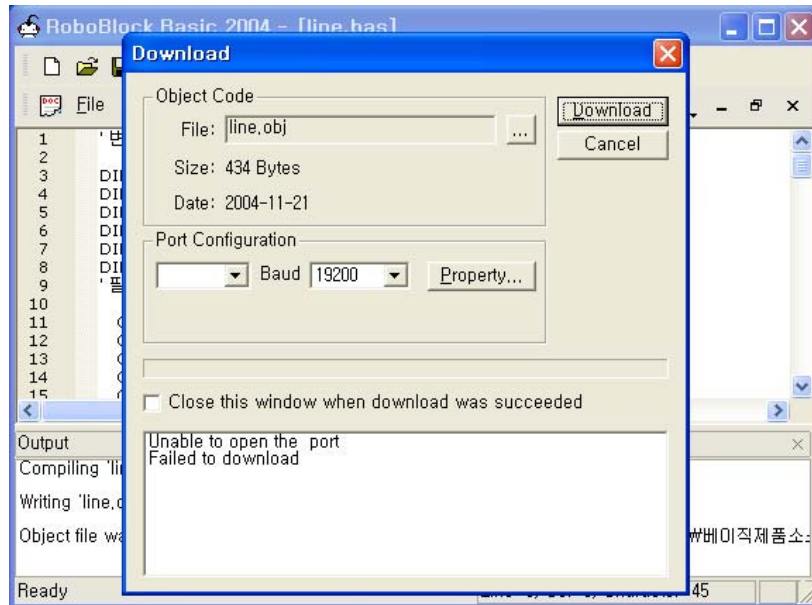 RoboBlock Basic 2004 - [line.bas]
Download
File
Object Code
File: line.obj ...
Size: 434 Bytes
Date: 2004-11-21
Download
Cancel
Port Configuration
Baud 19200 Property...
Close this window when download was succeeded
Unable to open the port
Failed to download
1 '변
2
3 DI
4 DI
5 DI
6 DI
7 DI
8 DI
9 '필
10
11
12
13
14
15
Output
Compiling 'li
Writing 'line.o
Object file wa
₩베이직제품소
Ready
45